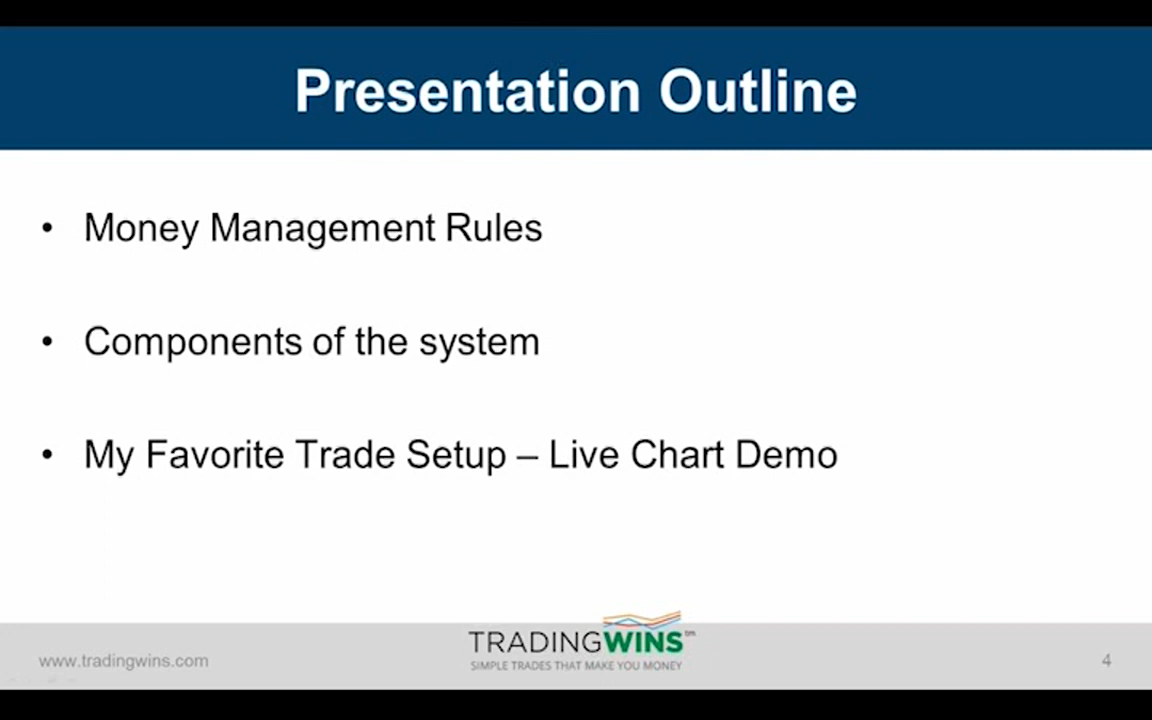 Presentation Outline
• Money Management Rules
• Components of the system
• My Favorite Trade Setup – Live Chart Demo
www.tradingwins.com
TRADINGWINS tm
SIMPLE TRADES THAT MAKE YOU MONEY
4